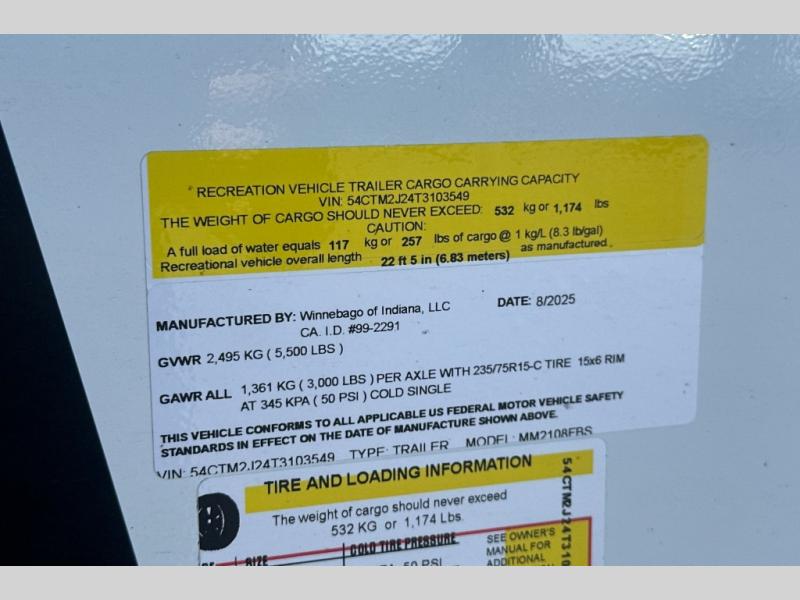 RECREATION VEHICLE TRAILER CARGO CARRYING CAPACITY
VIN: 54CTM2J24T3103549
THE WEIGHT OF CARGO SHOULD NEVER EXCEED: 532 kg or 1,174 lbs
CAUTION:
A full load of water equals 117 kg or 257 lbs of cargo @ 1 kg/L (8.3 lb/gal)
Recreational vehicle overall length 22 ft 5 in (6.83 meters) as manufactured.
MANUFACTURED BY: Winnebago of Indiana, LLC DATE: 8/2025
CA. I.D. #99-2291
GVWR 2,495 KG ( 5,500 LBS )
GAWR ALL 1,361 KG ( 3,000 LBS ) PER AXLE WITH 235/75R15-C TIRE 15x6 RIM
AT 345 KPA ( 50 PSI ) COLD SINGLE
THIS VEHICLE CONFORMS TO ALL APPLICABLE US FEDERAL MOTOR VEHICLE SAFETY
STANDARDS IN EFFECT ON THE DATE OF MANUFACTURE SHOWN ABOVE.
VIN: 54CTM2J24T3103549 TYPE: TRAILER MODEL: MM2108FBS
TIRE AND LOADING INFORMATION
The weight of cargo should never exceed
532 KG or 1,174 Lbs.
SIZE COLD TIRE PRESSURE
50 PSI
SEE OWNER'S
MANUAL FOR
ADDITIONAL
54CTM2J24T310